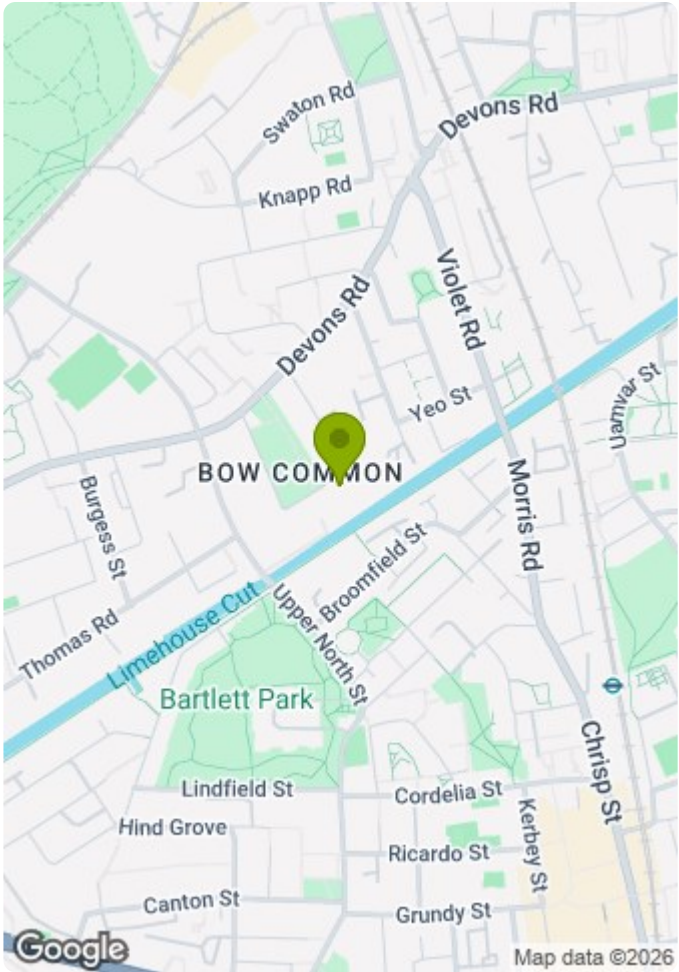 Swaton Rd
Devons Rd
Knapp Rd
Violet Rd
Devons Rd
Yeo St
Uamvar St
BOW COMMON
Burgess St
Morris Rd
Broomfield St
Thomas Rd
Limehouse Cut
Upper North St
Bartlett Park
Chrisp St
Lindfield St
Cordelia St
Hind Grove
Kerbey St
Ricardo St
Canton St
Grundy St
Google
Map data ©2026